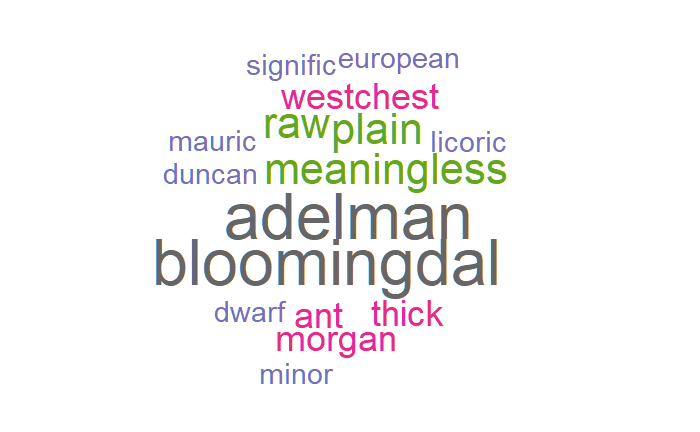 signific european
westchest
raw plain
mauric licoric
duncan meaningless
adelman
bloomingdal
dwarf ant thick
morgan
minor